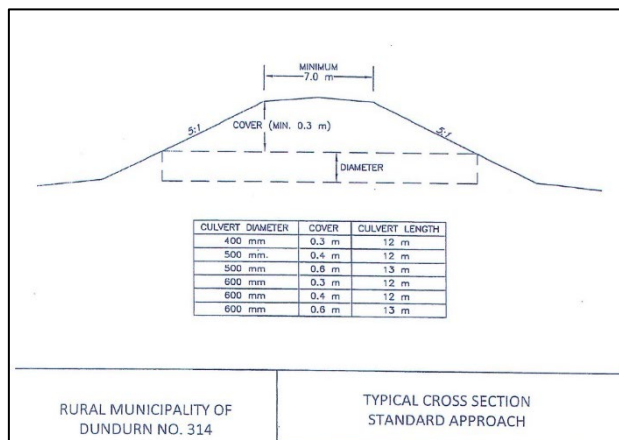 MINIMUM
7.0 m
5:1
COVER (MIN. 0.3 m)
5:1
DIAMETER
CULVERT DIAMETER COVER CULVERT LENGTH
400 mm 0.3 m 12 m
500 mm. 0.4 m 12 m
500 mm 0.6 m 13 m
600 mm 0.3 m 12 m
600 mm 0.4 m 12 m
600 mm 0.6 m 13 m
RURAL MUNICIPALITY OF
DUNDURN NO. 314
TYPICAL CROSS SECTION
STANDARD APPROACH